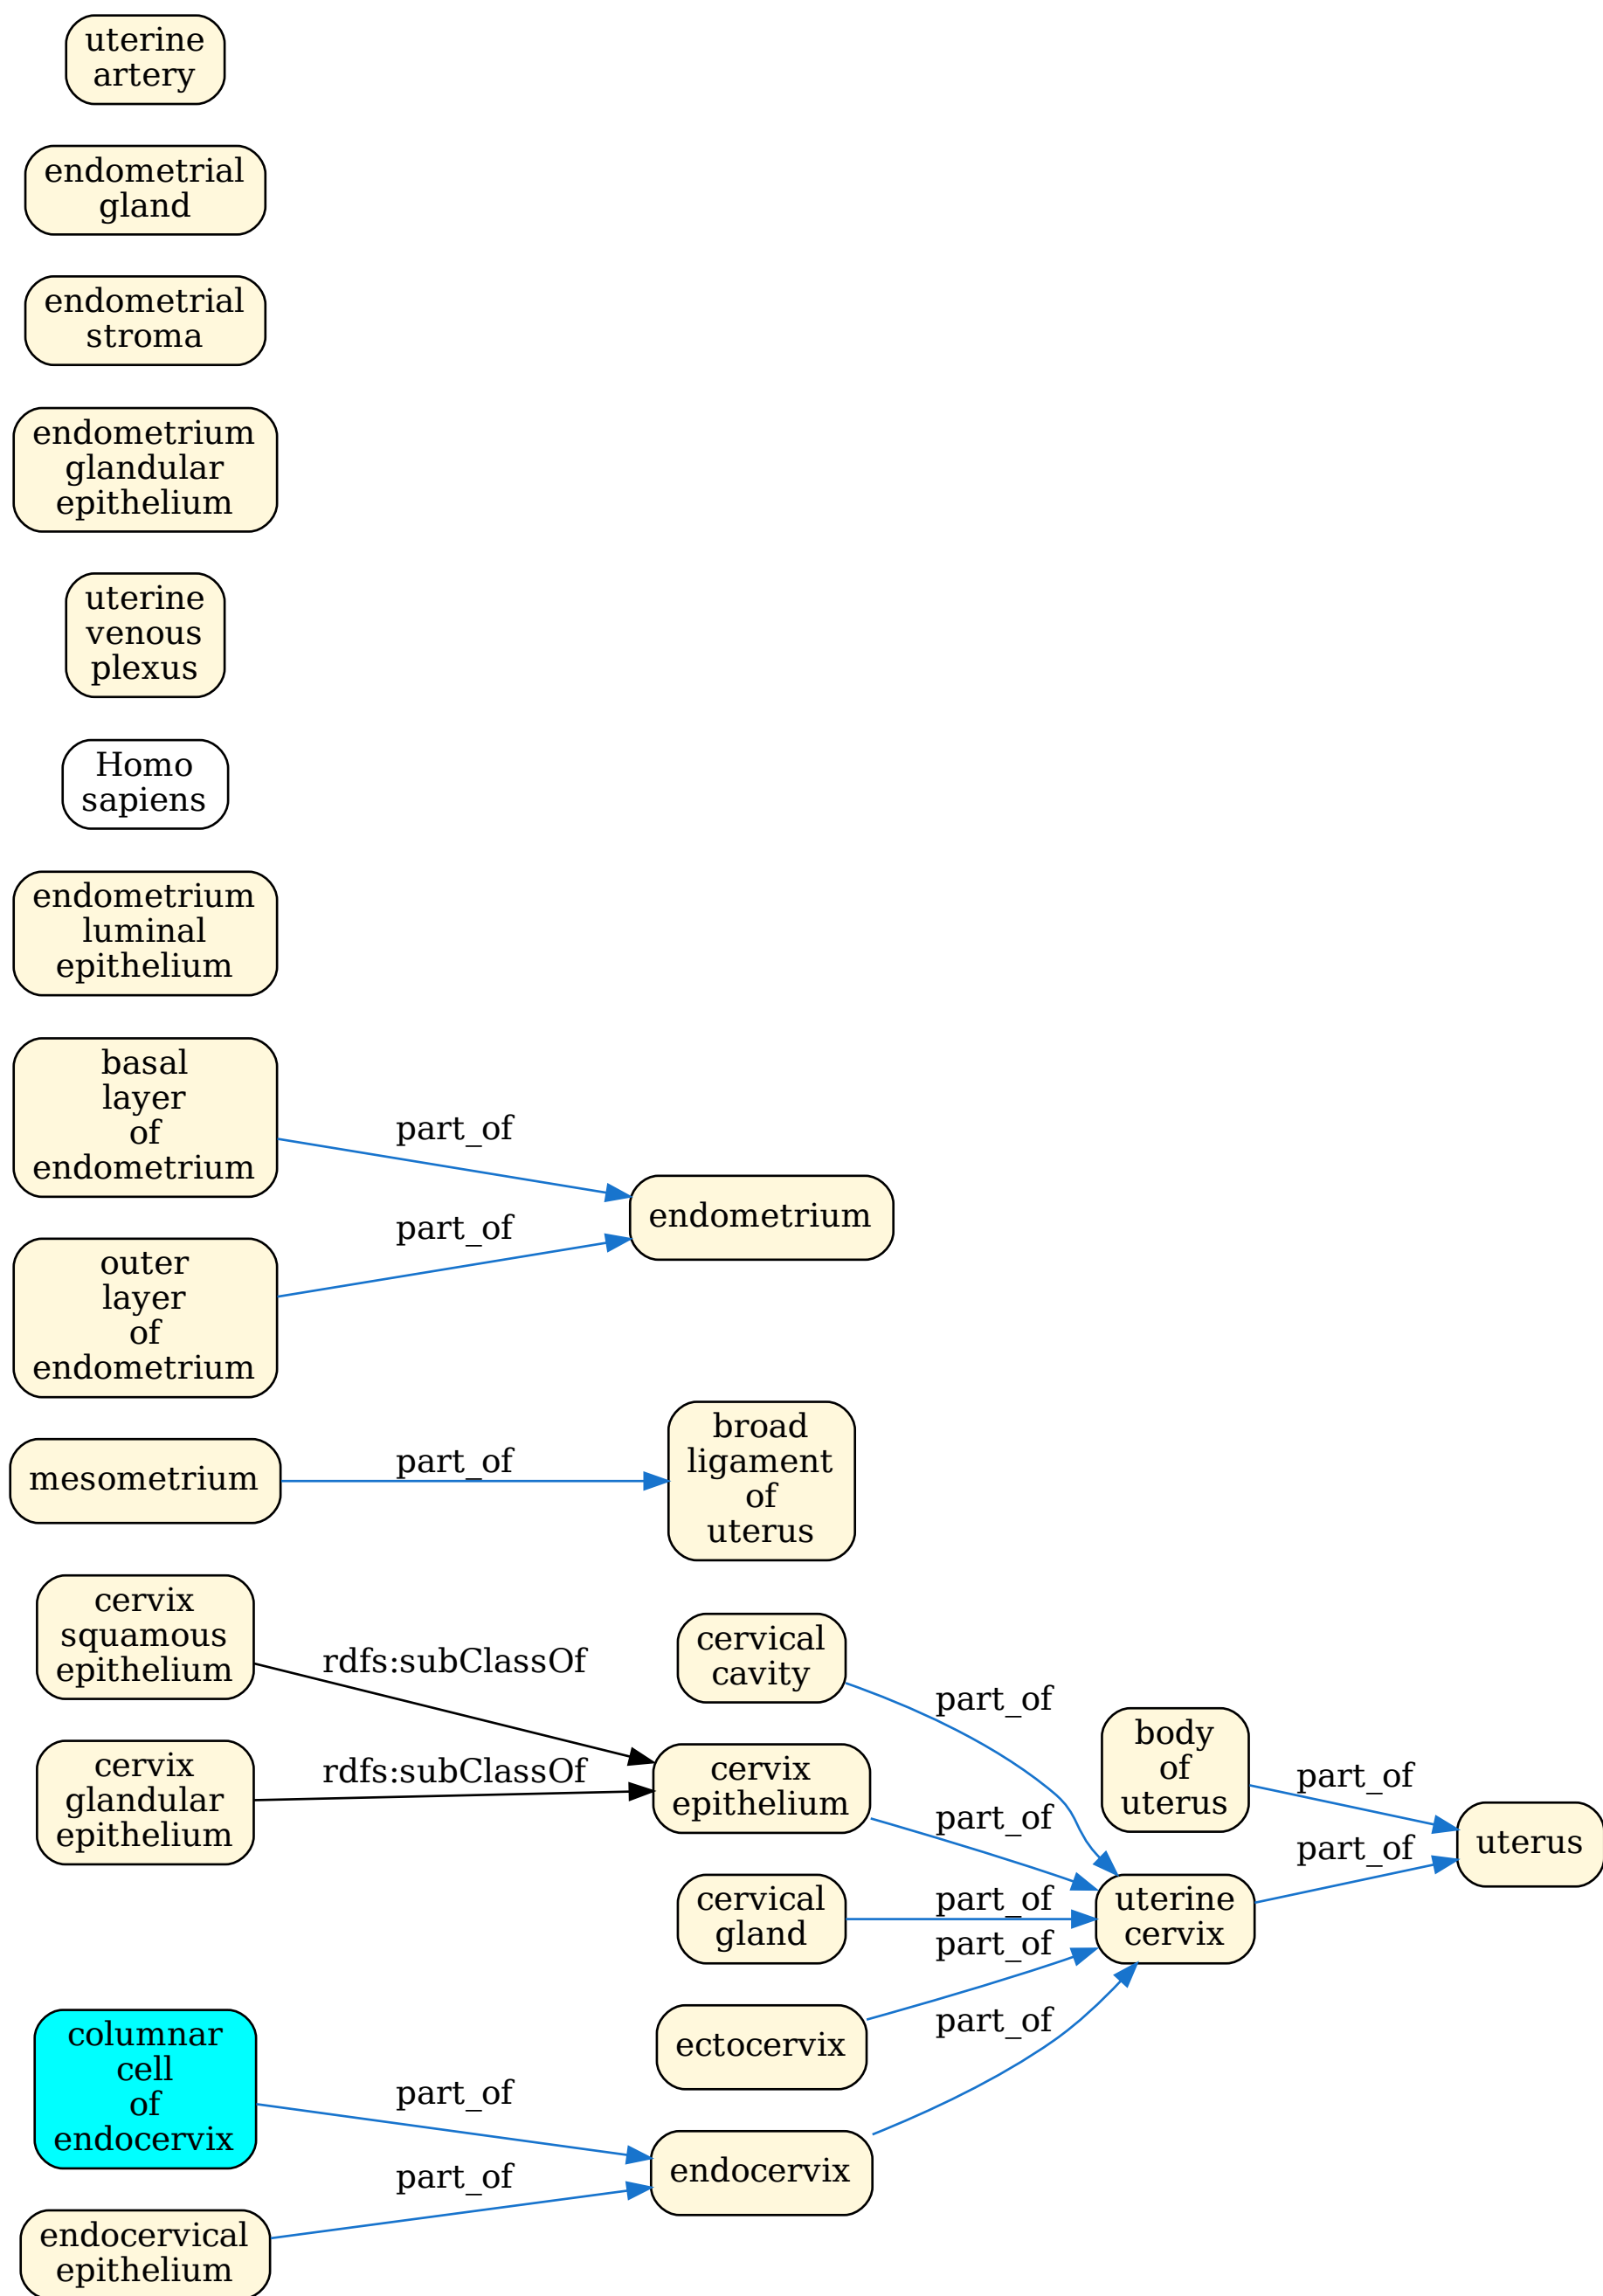 uterine
artery
endometrial
gland
endometrial
stroma
endometrium
glandular
epithelium
uterine
venous
plexus
Homo
sapiens
endometrium
luminal
epithelium
basal
layer
of
endometrium
part_of
outer
layer
of
endometrium
part_of
endometrium
mesometrium
part_of
broad
ligament
of
uterus
cervix
squamous
epithelium
rdfs:subClassOf
cervix
glandular
epithelium
rdfs:subClassOf
cervical
cavity
part_of
cervix
epithelium
part_of
cervical
gland
part_of
ectocervix
part_of
body
of
uterus
part_of
uterine
cervix
part_of
uterus
columnar
cell
of
endocervix
part_of
endocervical
epithelium
part_of
endocervix
part_of